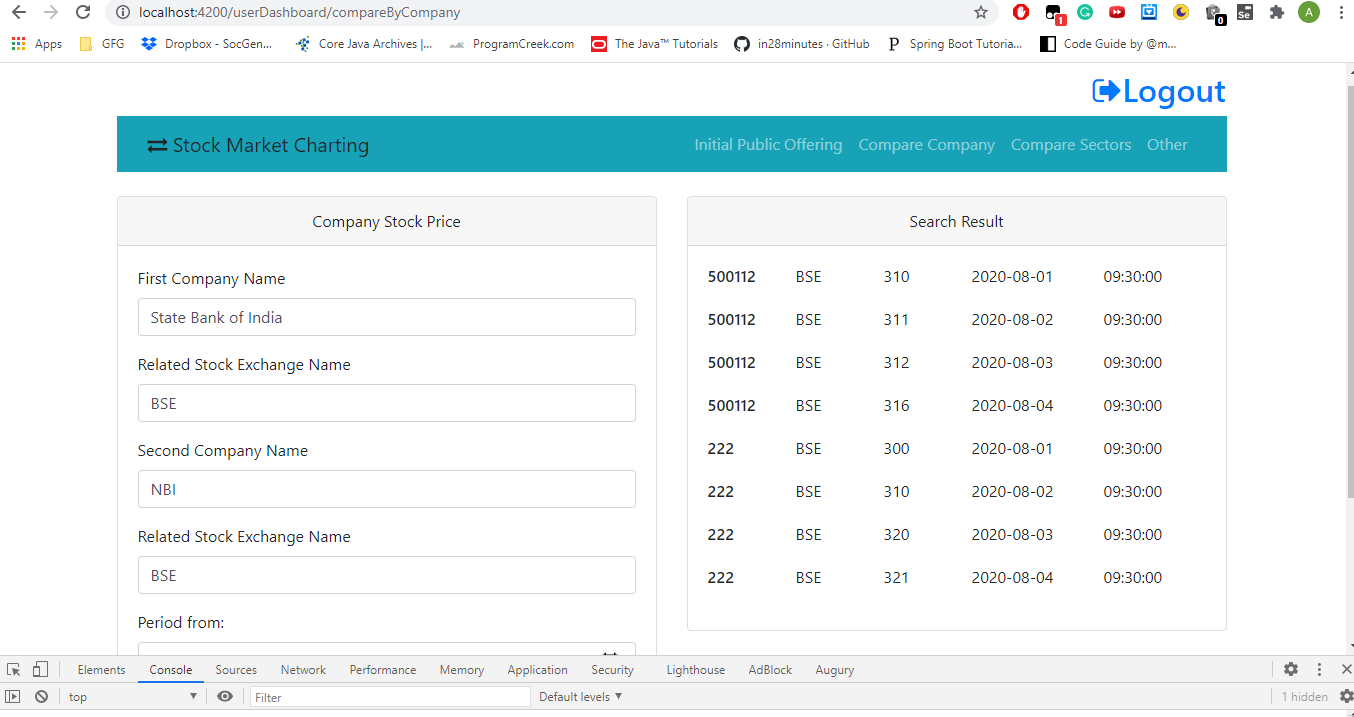 localhost:4200/userDashboard/compareByCompany
1
0
Se
A
Apps GFG Dropbox - SocGen... Core Java Archives |... ProgramCreek.com The Java™ Tutorials in28minutes · GitHub P Spring Boot Tutoria... Code Guide by @m...
Logout
Stock Market Charting Initial Public Offering Compare Company Compare Sectors Other
Company Stock Price
First Company Name
State Bank of India
Related Stock Exchange Name
BSE
Second Company Name
NBI
Related Stock Exchange Name
BSE
Period from:
Search Result
500112 BSE 310 2020-08-01 09:30:00
500112 BSE 311 2020-08-02 09:30:00
500112 BSE 312 2020-08-03 09:30:00
500112 BSE 316 2020-08-04 09:30:00
222 BSE 300 2020-08-01 09:30:00
222 BSE 310 2020-08-02 09:30:00
222 BSE 320 2020-08-03 09:30:00
222 BSE 321 2020-08-04 09:30:00
Elements Console Sources Network Performance Memory Application Security Lighthouse AdBlock Augury
top Filter Default levels 1 hidden